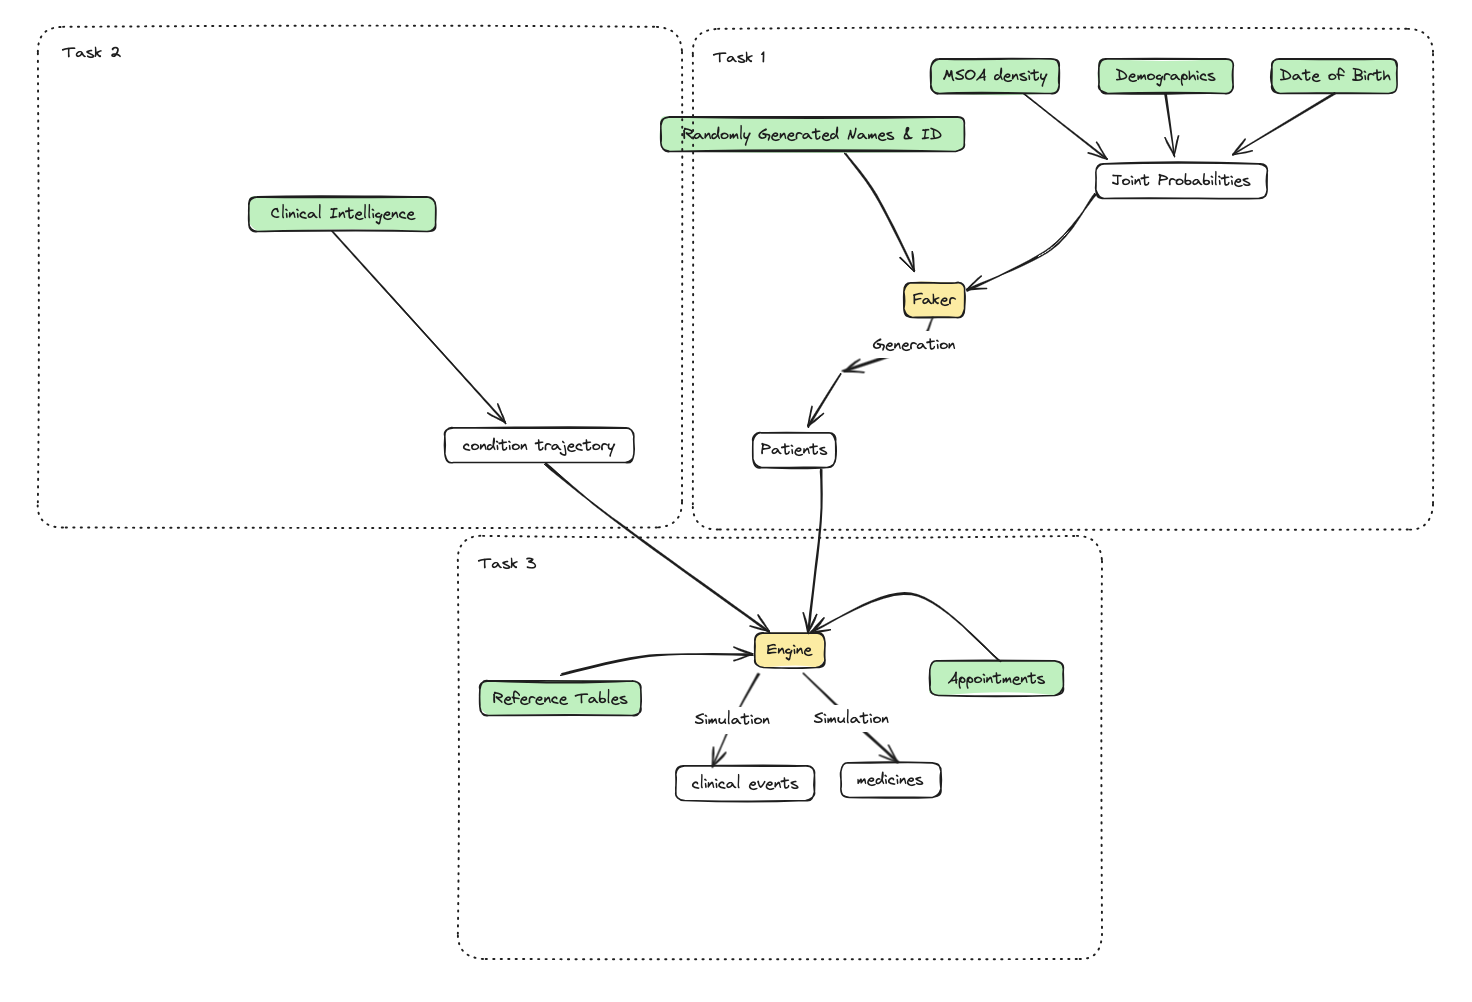 Task 2
Task 1
MSOA density
Demographics
Date of Birth
Randomly Generated Names & ID
Joint Probabilities
Clinical Intelligence
Faker
Generation
condition trajectory
Patients
Task 3
Engine
Reference Tables
Appointments
Simulation
Simulation
clinical events
medicines